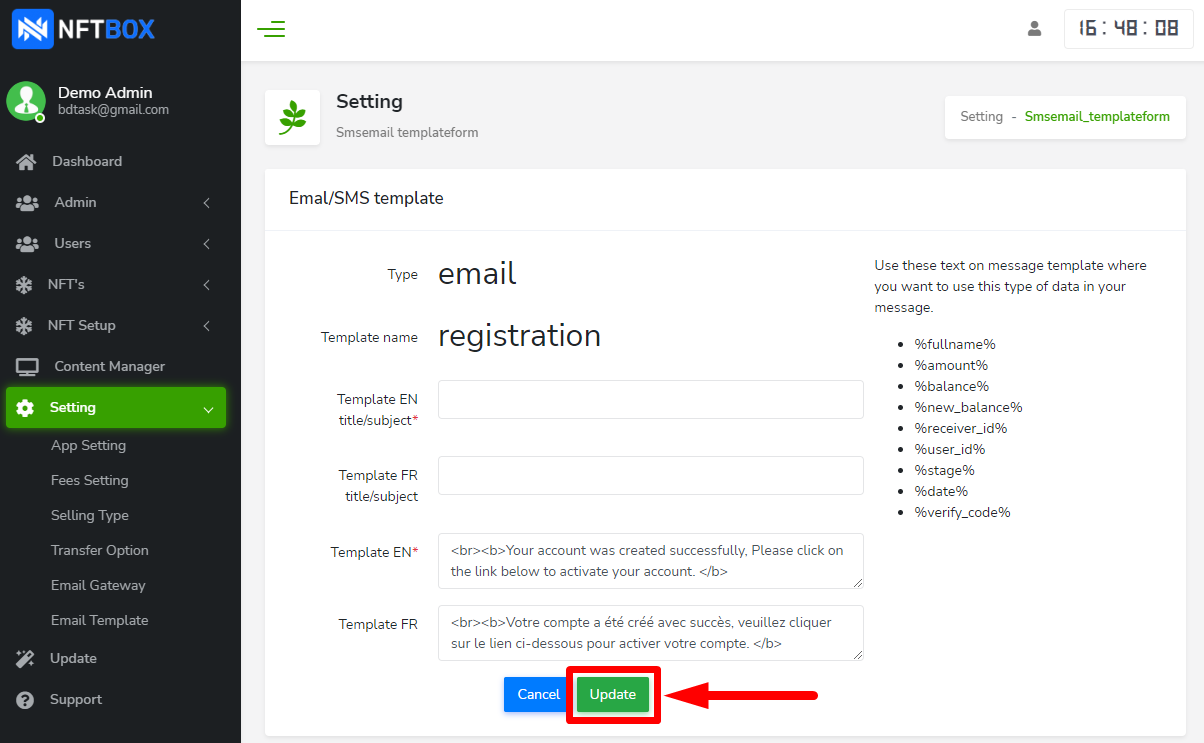 NFTBOX
16:48:08
Demo Admin
bdtask@gmail.com
Dashboard
Admin
Users
NFT's
NFT Setup
Content Manager
Setting
App Setting
Fees Setting
Selling Type
Transfer Option
Email Gateway
Email Template
Update
Support
Setting
Smsemail templateform
Setting - Smsemail_templateform
Emal/SMS template
Type
email
Template name
registration
Template EN
title/subject*
Template FR
title/subject
Template EN*
<br><b>Your account was created successfully, Please click on
the link below to activate your account. </b>
Template FR
<br><b>Votre compte a été créé avec succès, veuillez cliquer
sur le lien ci-dessous pour activer votre compte. </b>
Cancel
Update
Use these text on message template where
you want to use this type of data in your
message.
%fullname%
%amount%
%balance%
%new_balance%
%receiver_id%
%user_id%
%stage%
%date%
%verify_code%